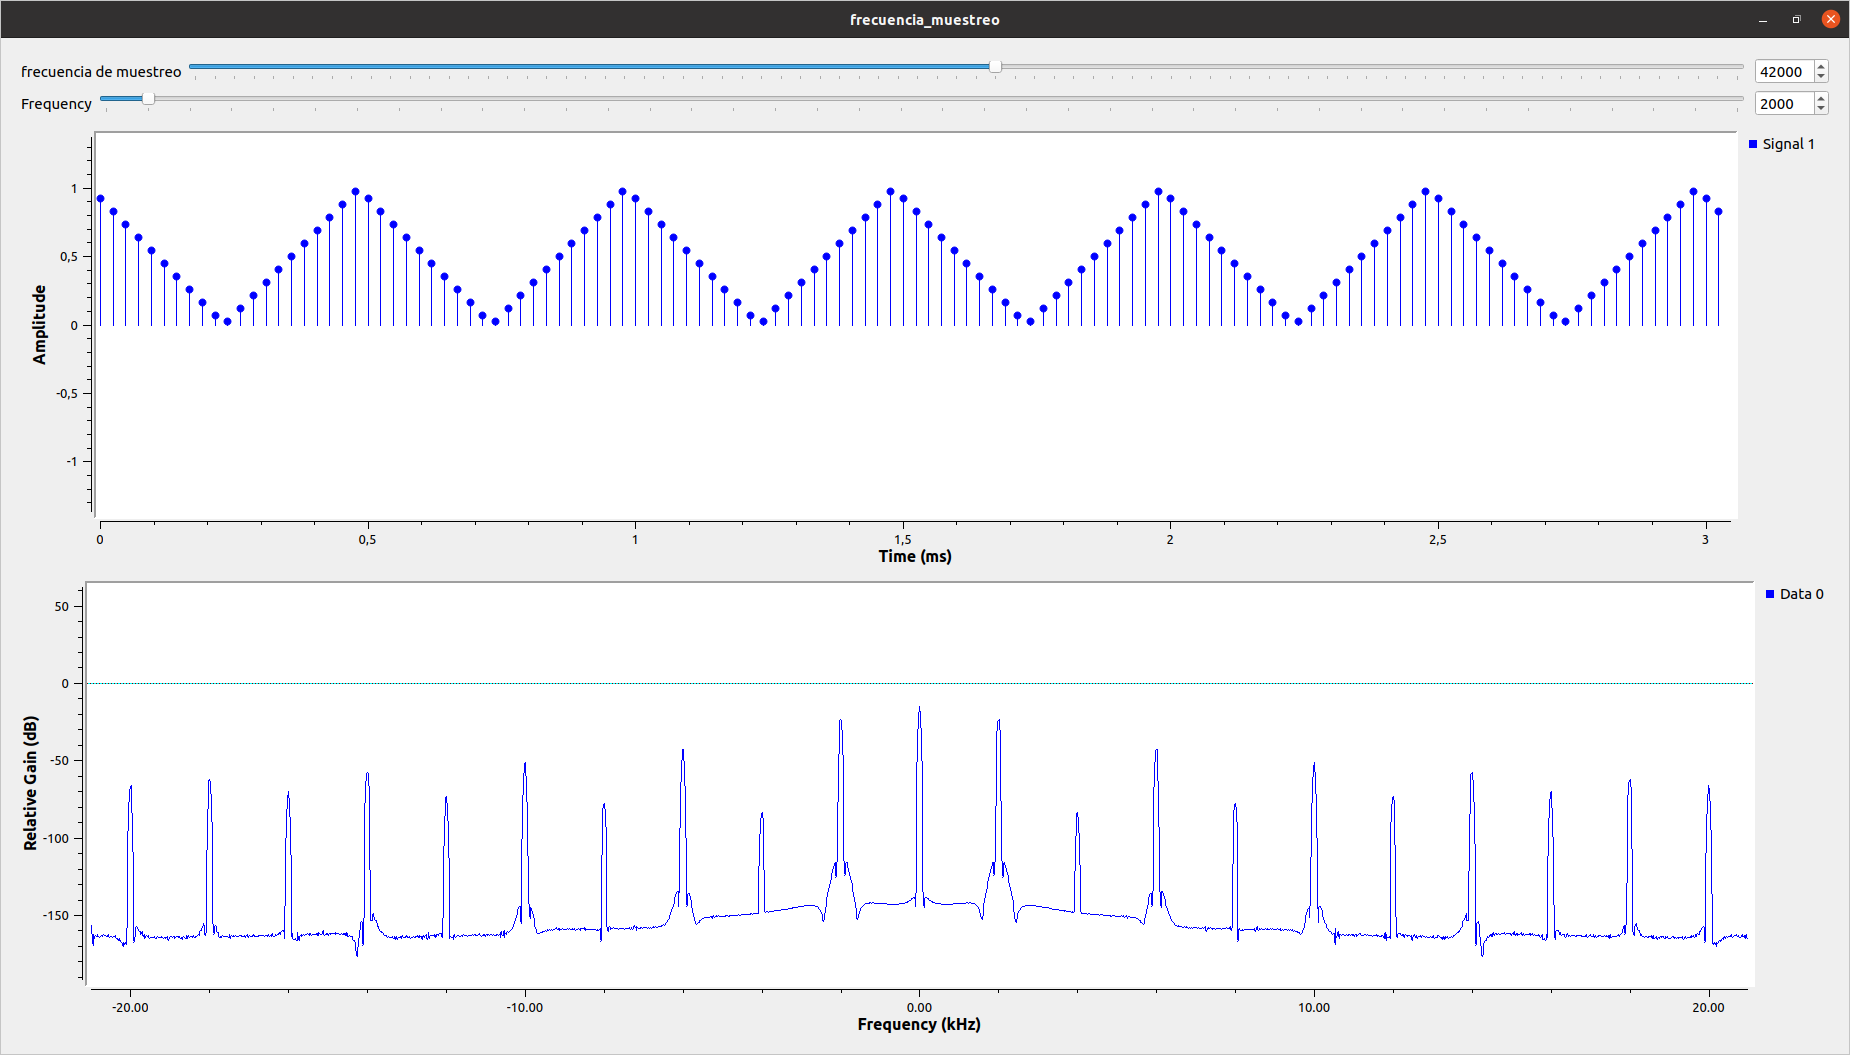 frecuencia_muestreo
frecuencia de muestreo 42000
Frequency 2000
Signal 1
1
0,5
0
-0,5
-1
Amplitude
0 0,5 1 1,5 2 2,5 3
Time (ms)
Data 0
50
0
-50
-100
-150
Relative Gain (dB)
-20.00 -10.00 0.00 10.00 20.00
Frequency (kHz)